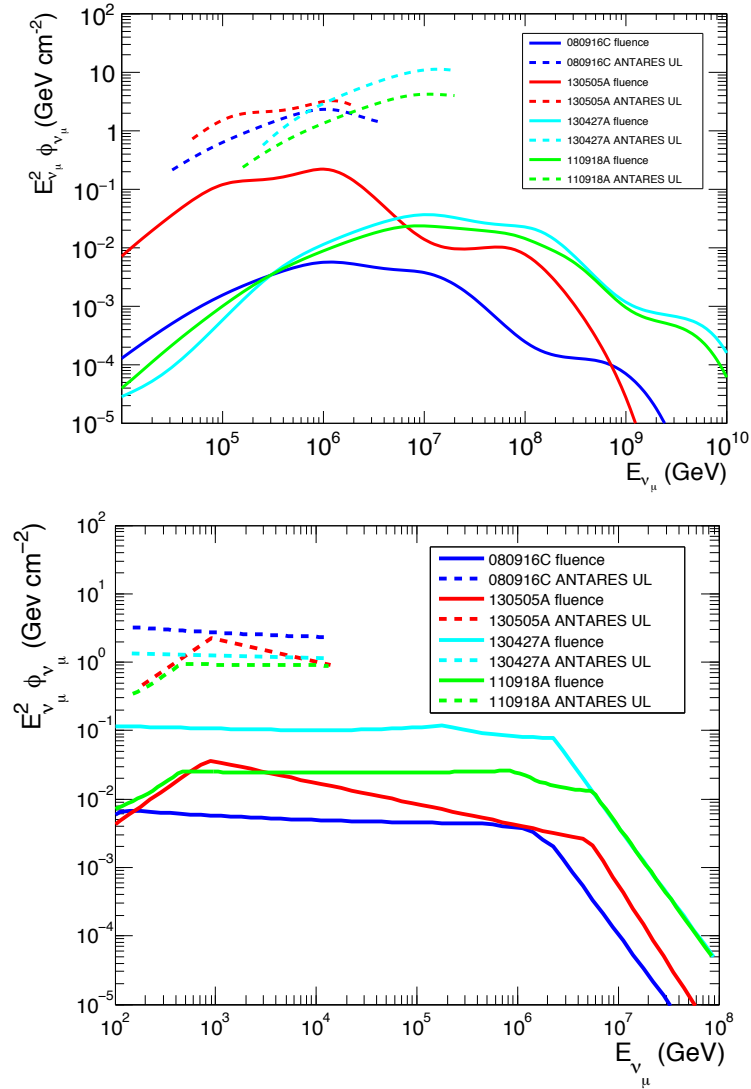 E²νμ φνμ (GeV cm-2)
10²
10
1
10⁻¹
10⁻²
10⁻³
10⁻⁴
10⁻⁵
080916C fluence
080916C ANTARES UL
130505A fluence
130505A ANTARES UL
130427A fluence
130427A ANTARES UL
110918A fluence
110918A ANTARES UL
10⁵ 10⁶ 10⁷ 10⁸ 10⁹ 10¹⁰
Eνμ (GeV)
E²νμ φνμ (Gev cm⁻²)
10²
10¹
10⁰
10⁻¹
10⁻²
10⁻³
10⁻⁴
10⁻⁵
080916C fluence
080916C ANTARES UL
130505A fluence
130505A ANTARES UL
130427A fluence
130427A ANTARES UL
110918A fluence
110918A ANTARES UL
10² 10³ 10⁴ 10⁵ 10⁶ 10⁷ 10⁸
Eνμ (GeV)